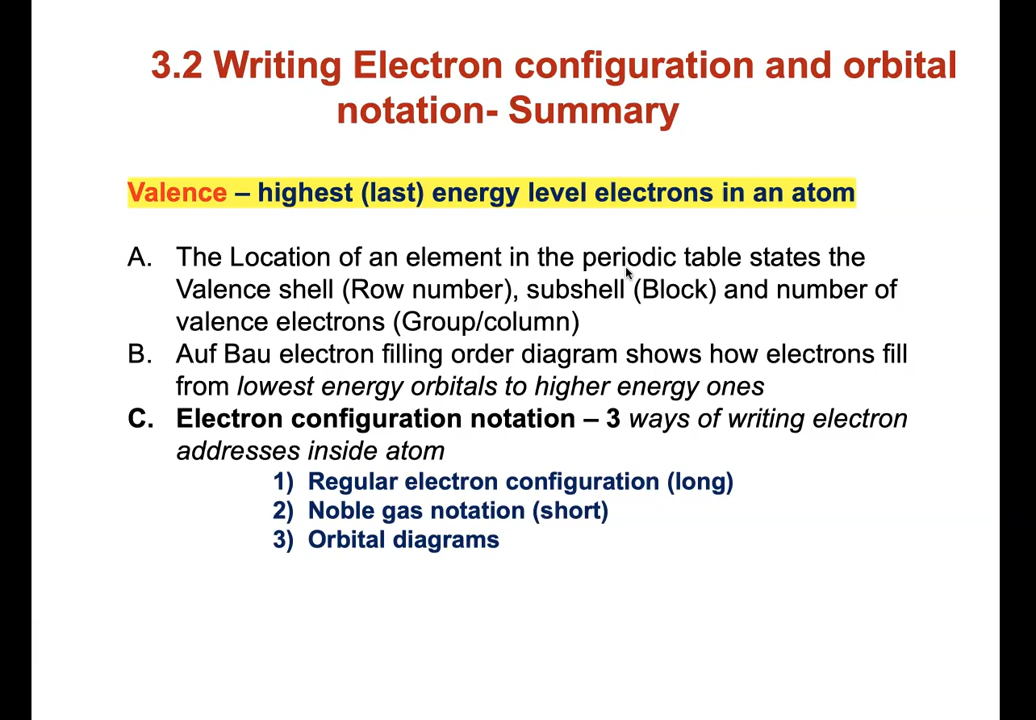 3.2 Writing Electron configuration and orbital
notation- Summary
Valence – highest (last) energy level electrons in an atom
A. The Location of an element in the periodic table states the
Valence shell (Row number), subshell (Block) and number of
valence electrons (Group/column)
B. Auf Bau electron filling order diagram shows how electrons fill
from lowest energy orbitals to higher energy ones
C. Electron configuration notation – 3 ways of writing electron
addresses inside atom
1) Regular electron configuration (long)
2) Noble gas notation (short)
3) Orbital diagrams